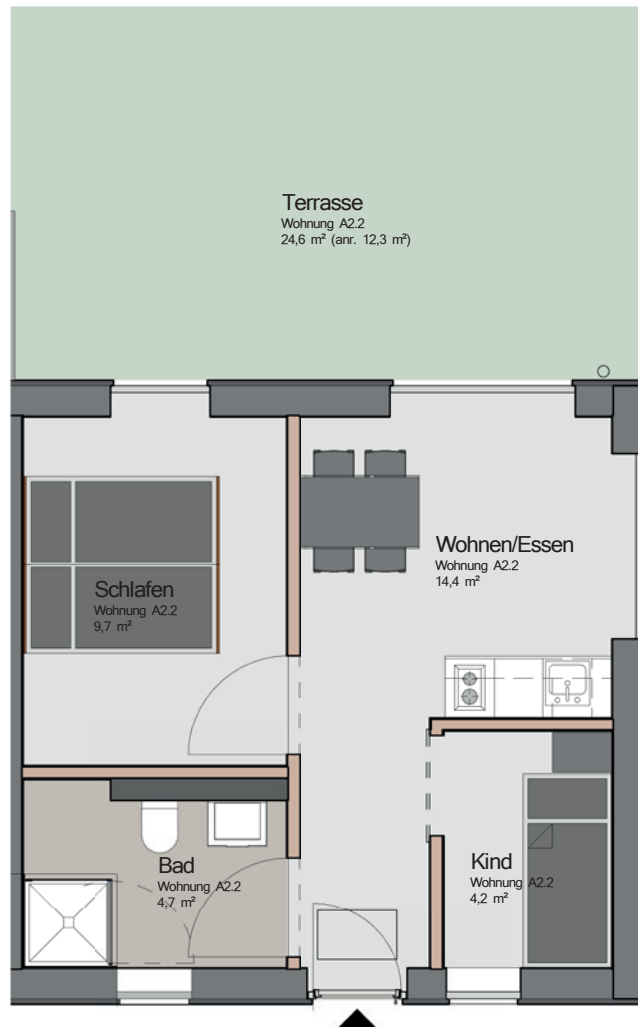 Terrasse
Wohnung A2.2
24,6 m² (anr. 12,3 m²)
Wohnen/Essen
Wohnung A2.2
14,4 m²
Schlafen
Wohnung A2.2
9,7 m²
Bad
Wohnung A2.2
4,7 m²
Kind
Wohnung A2.2
4,2 m²